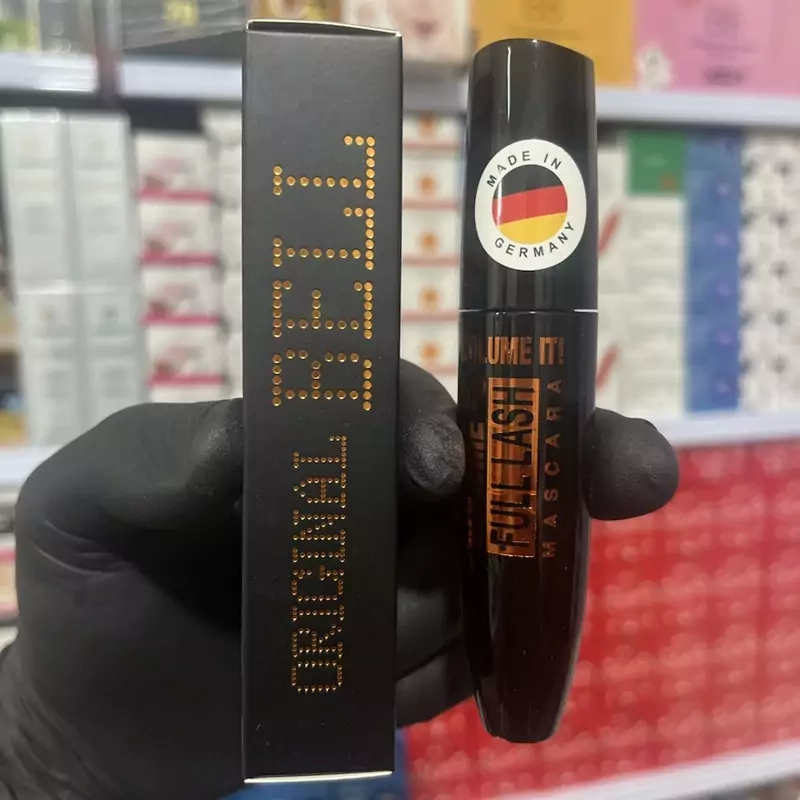 ORIGINAL BELL
MADE IN
GERMANY
VOLUME IT!
FULL LASH
MASCARA